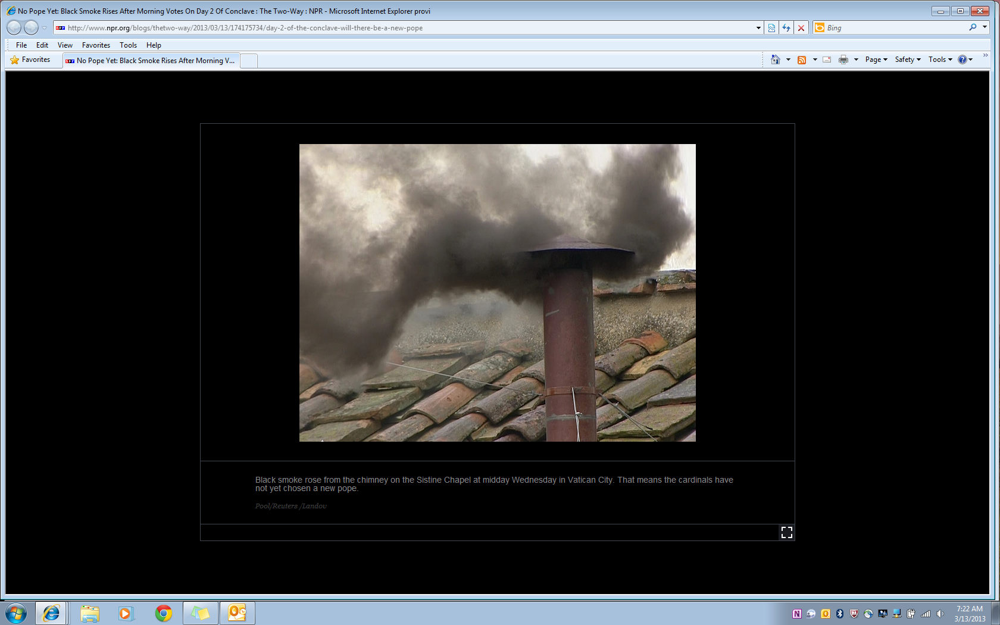 No Pope Yet: Black Smoke Rises After Morning Votes On Day 2 Of Conclave : The Two-Way : NPR - Microsoft Internet Explorer provi
npr http://www.npr.org/blogs/thetwo-way/2013/03/13/174175734/day-2-of-the-conclave-will-there-be-a-new-pope
Bing
File Edit View Favorites Tools Help
Favorites
npr No Pope Yet: Black Smoke Rises After Morning V...
Page Safety Tools
Black smoke rose from the chimney on the Sistine Chapel at midday Wednesday in Vatican City. That means the cardinals have
not yet chosen a new pope.
Pool/Reuters /Landov
7:22 AM
3/13/2013